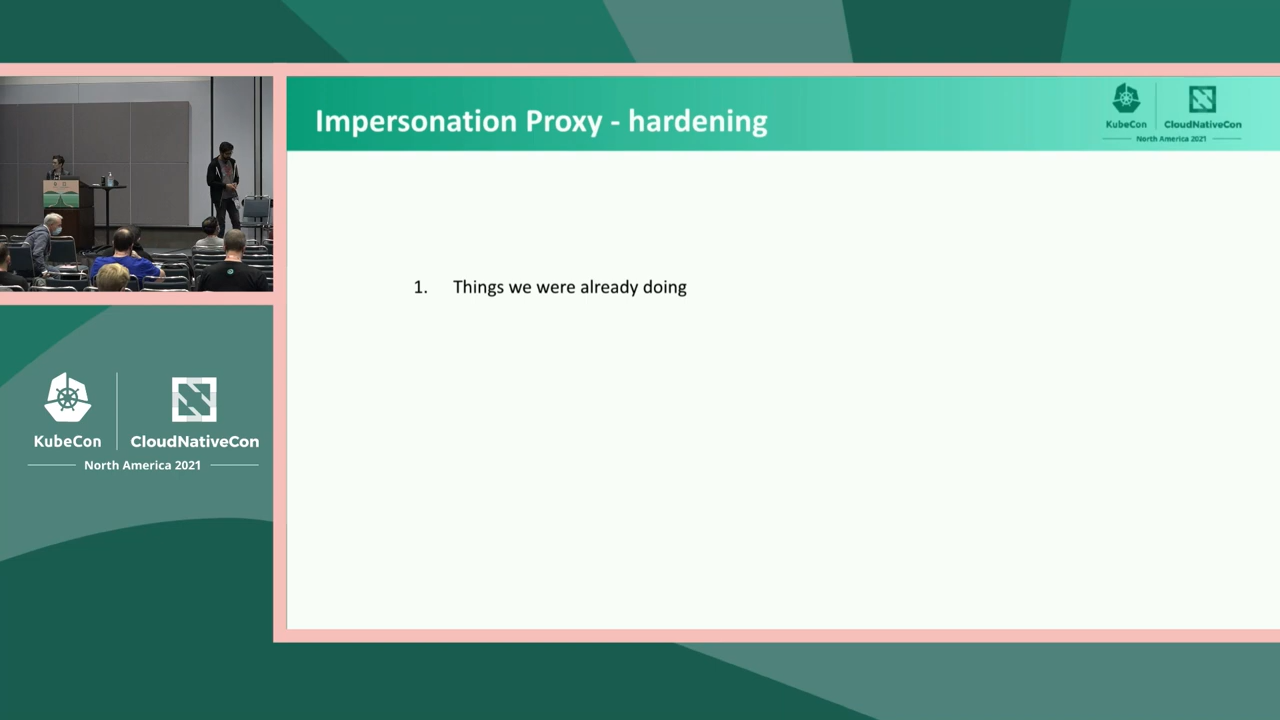 Impersonation Proxy - hardening
KubeCon
CloudNativeCon
North America 2021
1. Things we were already doing
KubeCon
CloudNativeCon
North America 2021